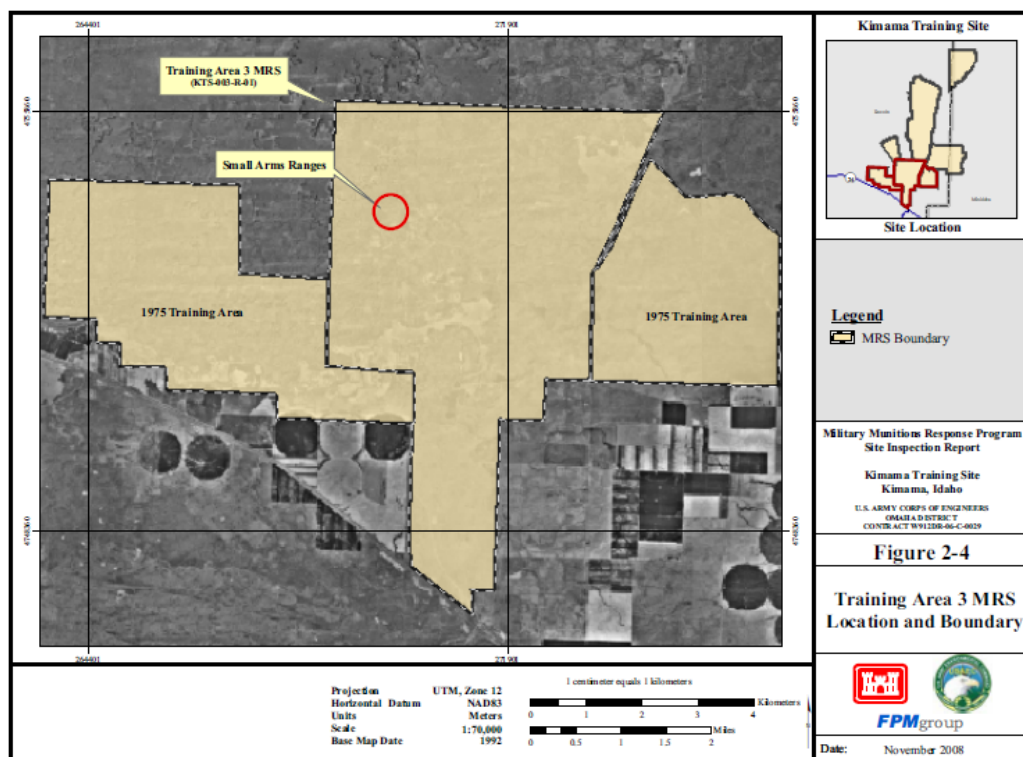 264401
271901
Training Area 3 MRS
(KTS-003-R-01)
Small Arms Ranges
1975 Training Area
1975 Training Area
4748360
264401
271901
Kimama Training Site
Site Location
Legend
MRS Boundary
Military Munitions Response Program
Site Inspection Report
Kimama Training Site
Kimama, Idaho
U.S. ARMY CORPS OF ENGINEERS
OMAHA DISTRICT
CONTRACT W912DR-06-C-0029
Figure 2-4
Training Area 3 MRS
Location and Boundary
FPMgroup
Date: November 2008
Projection UTM, Zone 12
Horizontal Datum NAD83
Units Meters
Scale 1:70,000
Base Map Date 1992
1 centimeter equals 1 kilometers
Kilometers
0 1 2 3 4
Miles
0 0.5 1 1.5 2